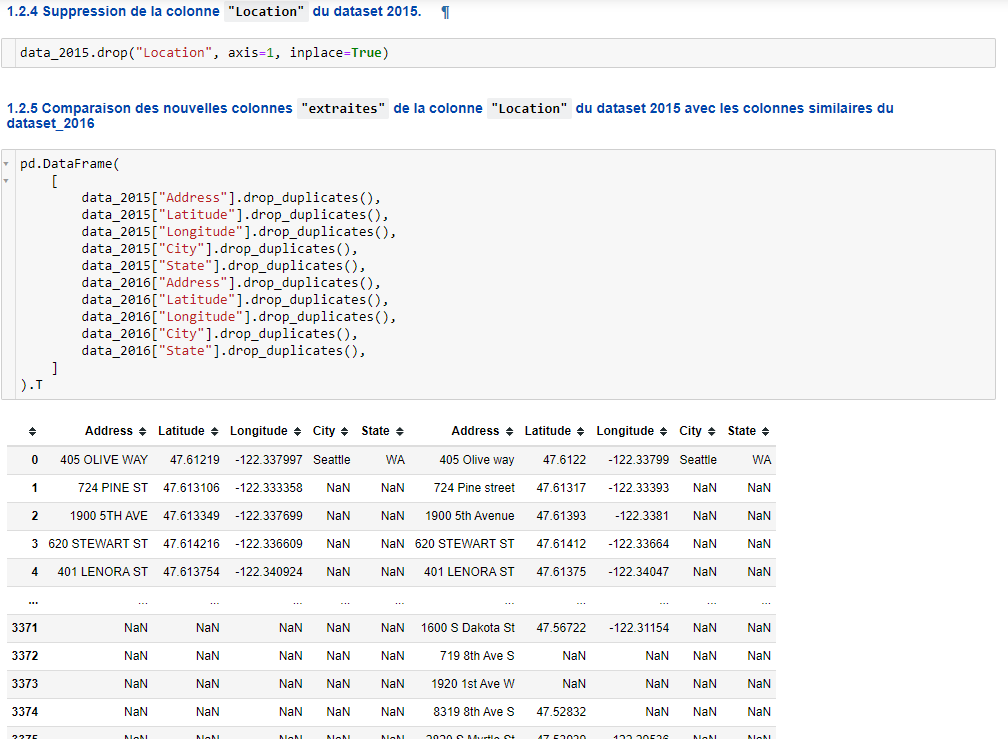 1.2.4 Suppression de la colonne "Location" du dataset 2015. ¶
data_2015.drop("Location", axis=1, inplace=True)
1.2.5 Comparaison des nouvelles colonnes "extraites" de la colonne "Location" du dataset 2015 avec les colonnes similaires du
dataset_2016
pd.DataFrame(
[
data_2015["Address"].drop_duplicates(),
data_2015["Latitude"].drop_duplicates(),
data_2015["Longitude"].drop_duplicates(),
data_2015["City"].drop_duplicates(),
data_2015["State"].drop_duplicates(),
data_2016["Address"].drop_duplicates(),
data_2016["Latitude"].drop_duplicates(),
data_2016["Longitude"].drop_duplicates(),
data_2016["City"].drop_duplicates(),
data_2016["State"].drop_duplicates(),
]
).T
Address Latitude Longitude City State Address Latitude Longitude City State
0 405 OLIVE WAY 47.61219 -122.337997 Seattle WA 405 Olive way 47.6122 -122.33799 Seattle WA
1 724 PINE ST 47.613106 -122.333358 NaN NaN 724 Pine street 47.61317 -122.33393 NaN NaN
2 1900 5TH AVE 47.613349 -122.337699 NaN NaN 1900 5th Avenue 47.61393 -122.3381 NaN NaN
3 620 STEWART ST 47.614216 -122.336609 NaN NaN 620 STEWART ST 47.61412 -122.33664 NaN NaN
4 401 LENORA ST 47.613754 -122.340924 NaN NaN 401 LENORA ST 47.61375 -122.34047 NaN NaN
... ... ... ... ... ... ... ... ... ... ...
3371 NaN NaN NaN NaN NaN 1600 S Dakota St 47.56722 -122.31154 NaN NaN
3372 NaN NaN NaN NaN NaN 719 8th Ave S NaN NaN NaN NaN
3373 NaN NaN NaN NaN NaN 1920 1st Ave W NaN NaN NaN NaN
3374 NaN NaN NaN NaN NaN 8319 8th Ave S 47.52832 NaN NaN NaN
3375 NaN NaN NaN NaN NaN NaN NaN